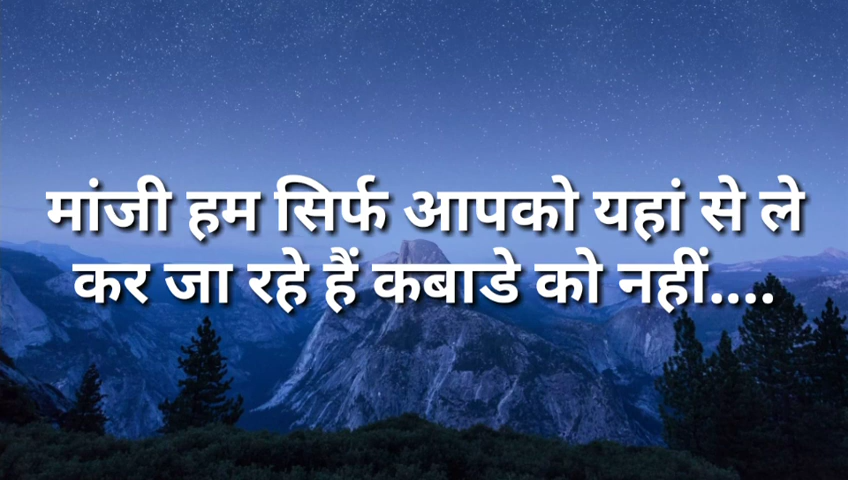 मांजी हम सिर्फ आपको यहां से ले
कर जा रहे हैं कबाडे को नहीं....